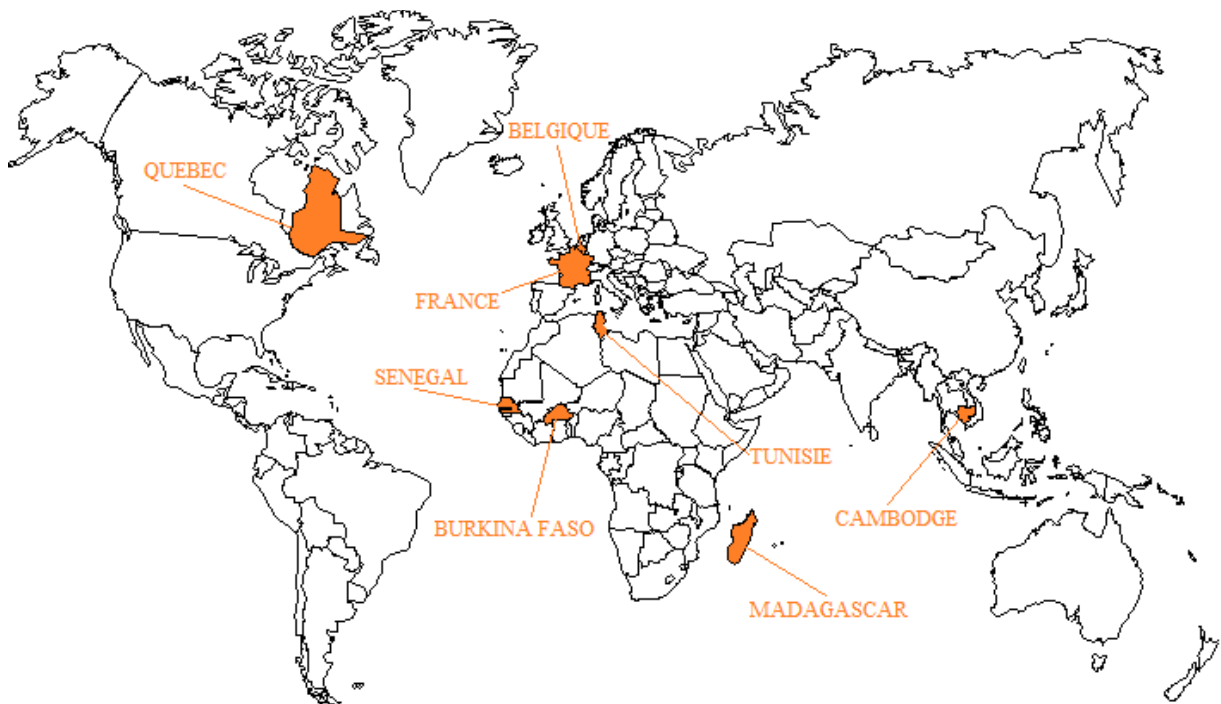 BELGIQUE
QUEBEC
FRANCE
SENEGAL
TUNISIE
CAMBODGE
BURKINA FASO
MADAGASCAR